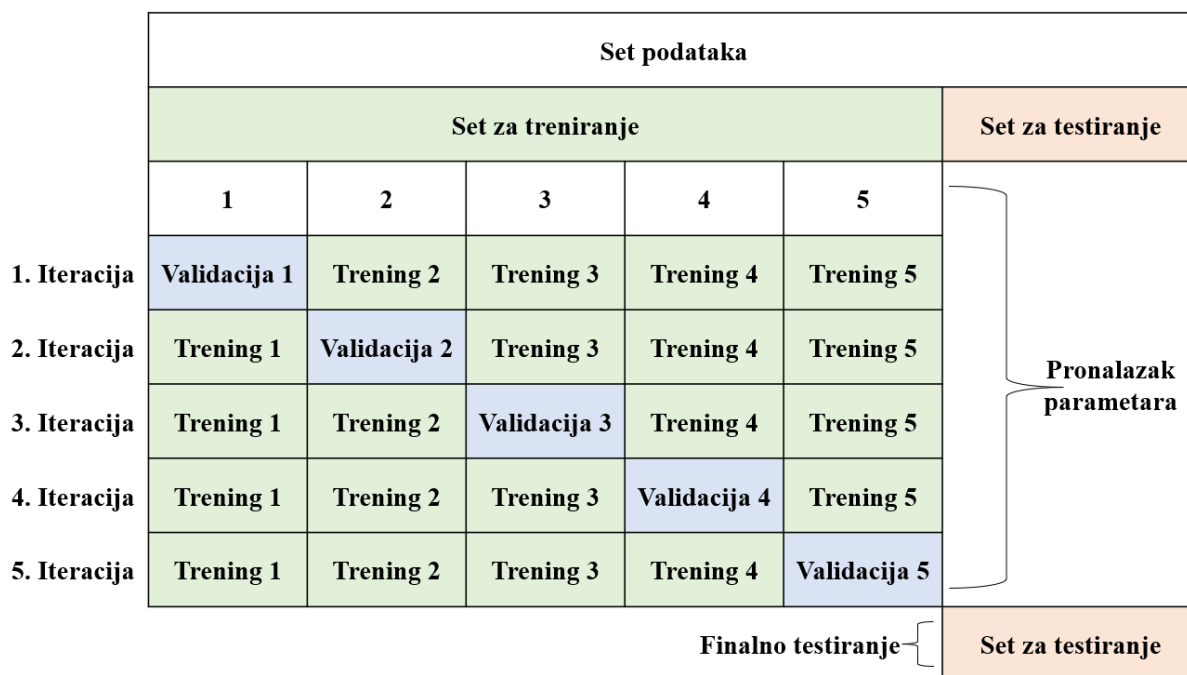 Set podataka
Set za treniranje Set za testiranje
1 2 3 4 5
1. Iteracija Validacija 1 Trening 2 Trening 3 Trening 4 Trening 5
2. Iteracija Trening 1 Validacija 2 Trening 3 Trening 4 Trening 5
3. Iteracija Trening 1 Trening 2 Validacija 3 Trening 4 Trening 5
4. Iteracija Trening 1 Trening 2 Trening 3 Validacija 4 Trening 5
5. Iteracija Trening 1 Trening 2 Trening 3 Trening 4 Validacija 5
Pronalazak
parametara
Finalno testiranje Set za testiranje